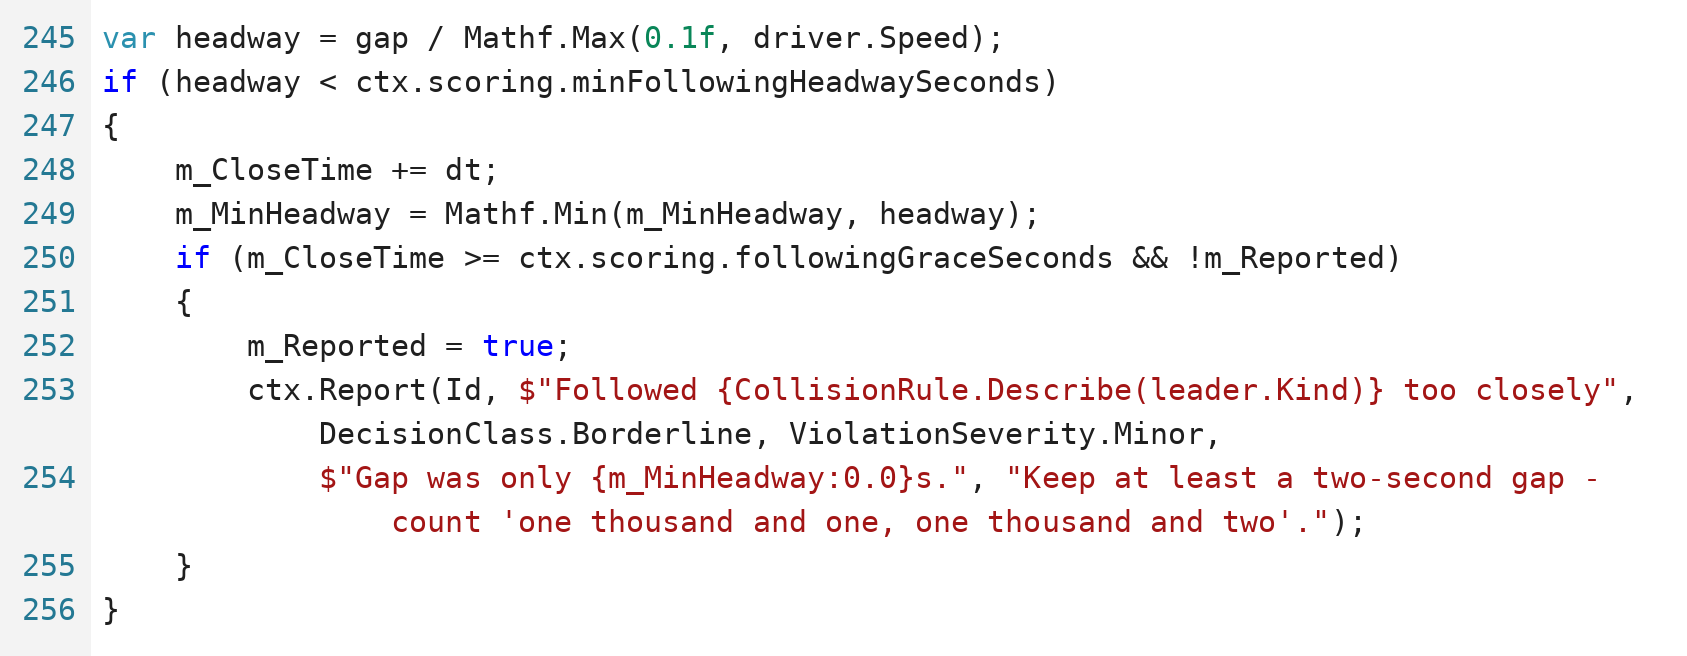 245 var headway = gap / Mathf.Max(0.1f, driver.Speed);
246 if (headway < ctx.scoring.minFollowingHeadwaySeconds)
247 {
248     m_CloseTime += dt;
249     m_MinHeadway = Mathf.Min(m_MinHeadway, headway);
250     if (m_CloseTime >= ctx.scoring.followingGraceSeconds && !m_Reported)
251     {
252         m_Reported = true;
253         ctx.Report(Id, $"Followed {CollisionRule.Describe(leader.Kind)} too closely",
            DecisionClass.Borderline, ViolationSeverity.Minor,
254             $"Gap was only {m_MinHeadway:0.0}s.", "Keep at least a two-second gap -
                count 'one thousand and one, one thousand and two'.");
255     }
256 }